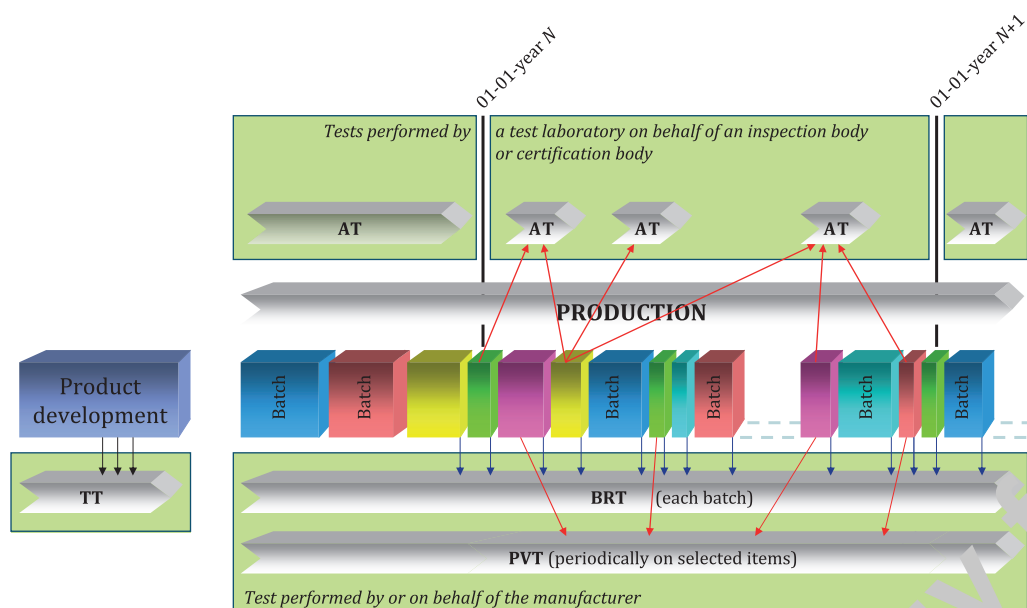 01-01-year N
01-01-year N+1
Tests performed by
a test laboratory on behalf of an inspection body
or certification body
AT
AT
AT
AT
AT
PRODUCTION
Product
development
Batch
Batch
Batch
Batch
Batch
Batch
TT
BRT (each batch)
PVT (periodically on selected items)
Test performed by or on behalf of the manufacturer